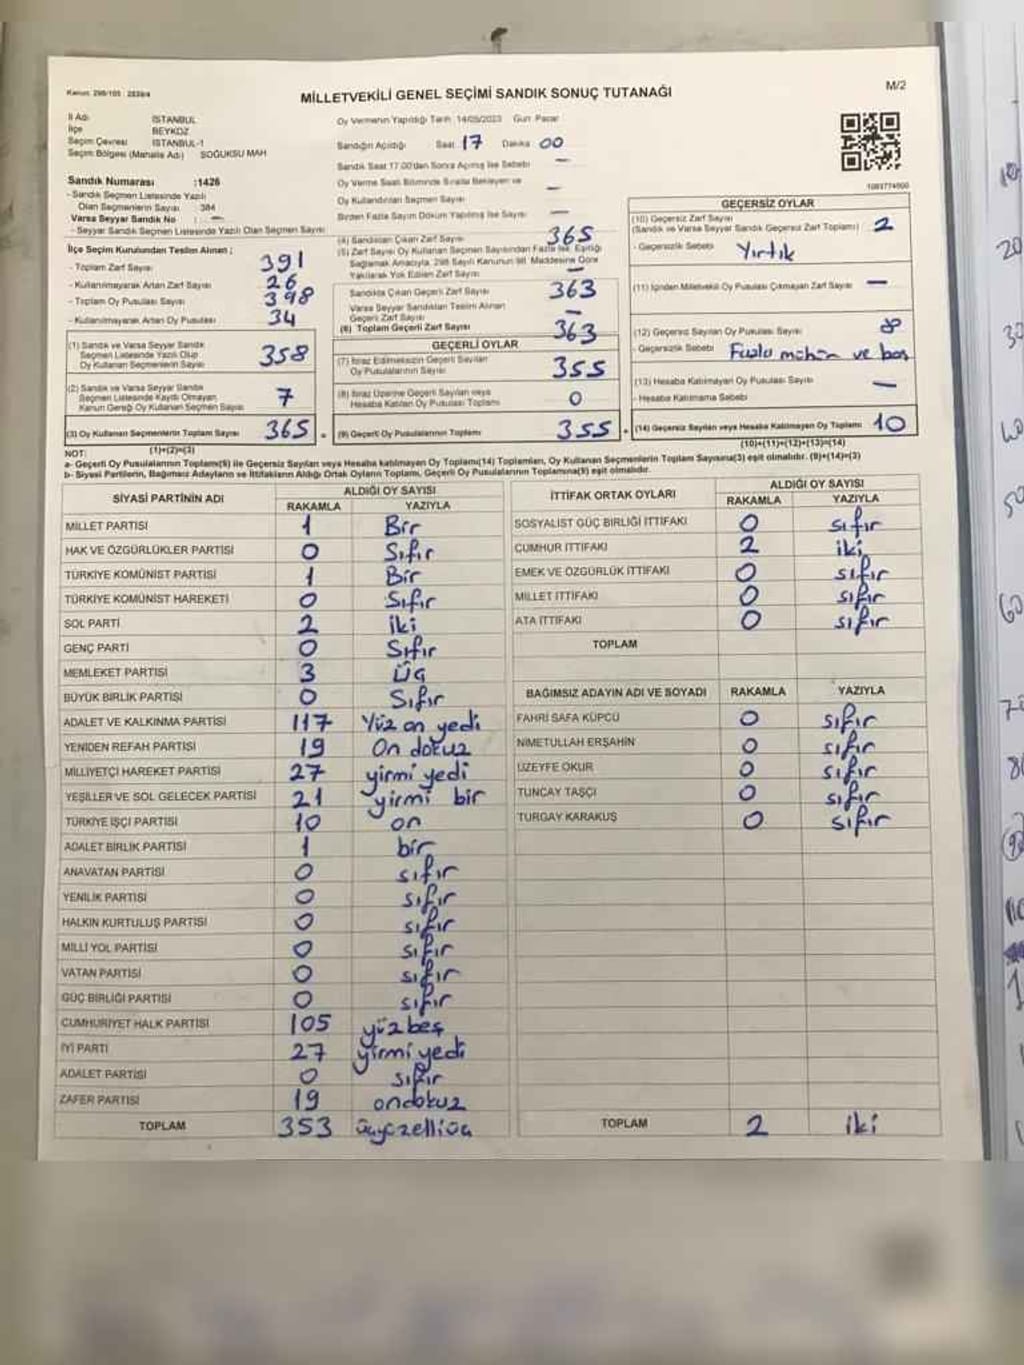 Kanun: 298/105 : 2839/4
M/2
MİLLETVEKİLİ GENEL SEÇİMİ SANDIK SONUÇ TUTANAĞI
İl Adı İSTANBUL
İlçe BEYKOZ
Seçim Çevresi İSTANBUL-1
Seçim Bölgesi (Mahalle Adı) SOĞUKSU MAH
Sandık Numarası :1426
- Sandık Seçmen Listesinde Yazılı
Olan Seçmenlerin Sayısı : 384
Varsa Seyyar Sandık No : —
- Seyyar Sandık Seçmen Listesinde Yazılı Olan Seçmen Sayısı
Oy Vermenin Yapıldığı Tarih 14/05/2023 Gün Pazar
Sandığın Açıldığı Saat 17 Dakika 00
Sandık Saat 17.00'den Sonra Açılmış İse Sebebi —
Oy Verme Saati Bitiminde Sırada Bekleyen ve
Oy Kullandırılan Seçmen Sayısı —
Birden Fazla Sayım Döküm Yapılmış İse Sayısı —
İlçe Seçim Kurulundan Teslim Alınan ;
- Toplam Zarf Sayısı 391
- Kullanılmayarak Artan Zarf Sayısı 26
- Toplam Oy Pusulası Sayısı 398
- Kullanılmayarak Artan Oy Pusulası 34
(1) Sandık ve Varsa Seyyar Sandık
Seçmen Listesinde Yazılı Olup
Oy Kullanan Seçmenlerin Sayısı 358
(2) Sandık ve Varsa Seyyar Sandık
Seçmen Listesinde Kayıtlı Olmayan
Kanun Gereği Oy Kullanan Seçmen Sayısı 7
(3) Oy Kullanan Seçmenlerin Toplam Sayısı 365
(1)+(2)=(3)
(4) Sandıktan Çıkan Zarf Sayısı 365
(5) Zarf Sayısı Oy Kullanan Seçmen Sayısından Fazla İse, Eşitliği
Sağlamak Amacıyla, 298 Sayılı Kanunun 98. Maddesine Göre
Yakılarak Yok Edilen Zarf Sayısı —
Sandıkta Çıkan Geçerli Zarf Sayısı 363
Varsa Seyyar Sandıktan Teslim Alınan
Geçerli Zarf Sayısı —
(6) Toplam Geçerli Zarf Sayısı 363
GEÇERLİ OYLAR
(7) İtiraz Edilmeksizin Geçerli Sayılan
Oy Pusulalarının Sayısı 355
(8) İtiraz Üzerine Geçerli Sayılan veya
Hesaba Katılan Oy Pusulası Toplamı 0
(9) Geçerli Oy Pusulalarının Toplamı 355
1083774900
GEÇERSİZ OYLAR
(10) Geçersiz Zarf Sayısı 2
(Sandık ve Varsa Seyyar Sandık Geçersiz Zarf Toplamı)
- Geçersizlik Sebebi Yırtık
(11) İçinden Milletvekili Oy Pusulası Çıkmayan Zarf Sayısı —
(12) Geçersiz Sayılan Oy Pusulası Sayısı 8
- Geçersizlik Sebebi Fazla mühür ve boş
(13) Hesaba Katılmayan Oy Pusulası Sayısı —
- Hesaba Katılmama Sebebi
(14) Geçersiz Sayılan veya Hesaba Katılmayan Oy Toplamı 10
(10)+(11)+(12)+(13)=(14)
NOT:
a- Geçerli Oy Pusulalarının Toplamı(9) ile Geçersiz Sayılan veya Hesaba katılmayan Oy Toplamı(14) Toplamları, Oy Kullanan Seçmenlerin Toplam Sayısına(3) eşit olmalıdır. (9)+(14)=(3)
b- Siyasi Partilerin, Bağımsız Adayların ve İttifakların Aldığı Ortak Oyların Toplamı, Geçerli Oy Pusulalarının Toplamına(9) eşit olmalıdır.
SİYASİ PARTİNİN ADI ALDIĞI OY SAYISI
RAKAMLA YAZIYLA
MİLLET PARTİSİ 1 Bir
HAK VE ÖZGÜRLÜKLER PARTİSİ 0 Sıfır
TÜRKİYE KOMÜNİST PARTİSİ 1 Bir
TÜRKİYE KOMÜNİST HAREKETİ 0 Sıfır
SOL PARTİ 2 iki
GENÇ PARTİ 0 Sıfır
MEMLEKET PARTİSİ 3 Üç
BÜYÜK BİRLİK PARTİSİ 0 Sıfır
ADALET VE KALKINMA PARTİSİ 117 Yüz on yedi
YENİDEN REFAH PARTİSİ 19 On dokuz
MİLLİYETÇİ HAREKET PARTİSİ 27 yirmi yedi
YEŞİLLER VE SOL GELECEK PARTİSİ 21 yirmi bir
TÜRKİYE İŞÇİ PARTİSİ 10 on
ADALET BİRLİK PARTİSİ 1 bir
ANAVATAN PARTİSİ 0 sıfır
YENİLİK PARTİSİ 0 sıfır
HALKIN KURTULUŞ PARTİSİ 0 sıfır
MİLLİ YOL PARTİSİ 0 sıfır
VATAN PARTİSİ 0 sıfır
GÜÇ BİRLİĞİ PARTİSİ 0 sıfır
CUMHURİYET HALK PARTİSİ 105 yüz beş
İYİ PARTİ 27 yirmi yedi
ADALET PARTİSİ 0 sıfır
ZAFER PARTİSİ 19 ondokuz
TOPLAM 353 üçyüzelliüç
İTTİFAK ORTAK OYLARI ALDIĞI OY SAYISI
RAKAMLA YAZIYLA
SOSYALİST GÜÇ BİRLİĞİ İTTİFAKI 0 sıfır
CUMHUR İTTİFAKI 2 iki
EMEK VE ÖZGÜRLÜK İTTİFAKI 0 sıfır
MİLLET İTTİFAKI 0 sıfır
ATA İTTİFAKI 0 sıfır
TOPLAM
BAĞIMSIZ ADAYIN ADI VE SOYADI RAKAMLA YAZIYLA
FAHRİ SAFA KÜPCÜ 0 sıfır
NİMETULLAH ERŞAHİN 0 sıfır
ÜZEYFE OKUR 0 sıfır
TUNCAY TAŞÇI 0 sıfır
TURGAY KARAKUŞ 0 sıfır
TOPLAM 2 iki
20
30
50
60